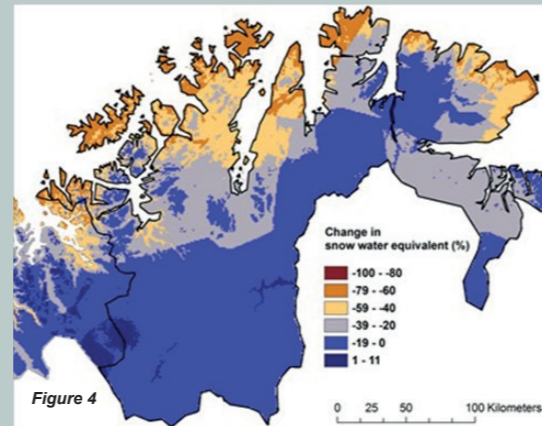 Change in
snow water equivalent (%)
-100 - -80
-79 - -60
-59 - -40
-39 - -20
-19 - 0
1 - 11
Figure 4
0 25 50 100 Kilometers